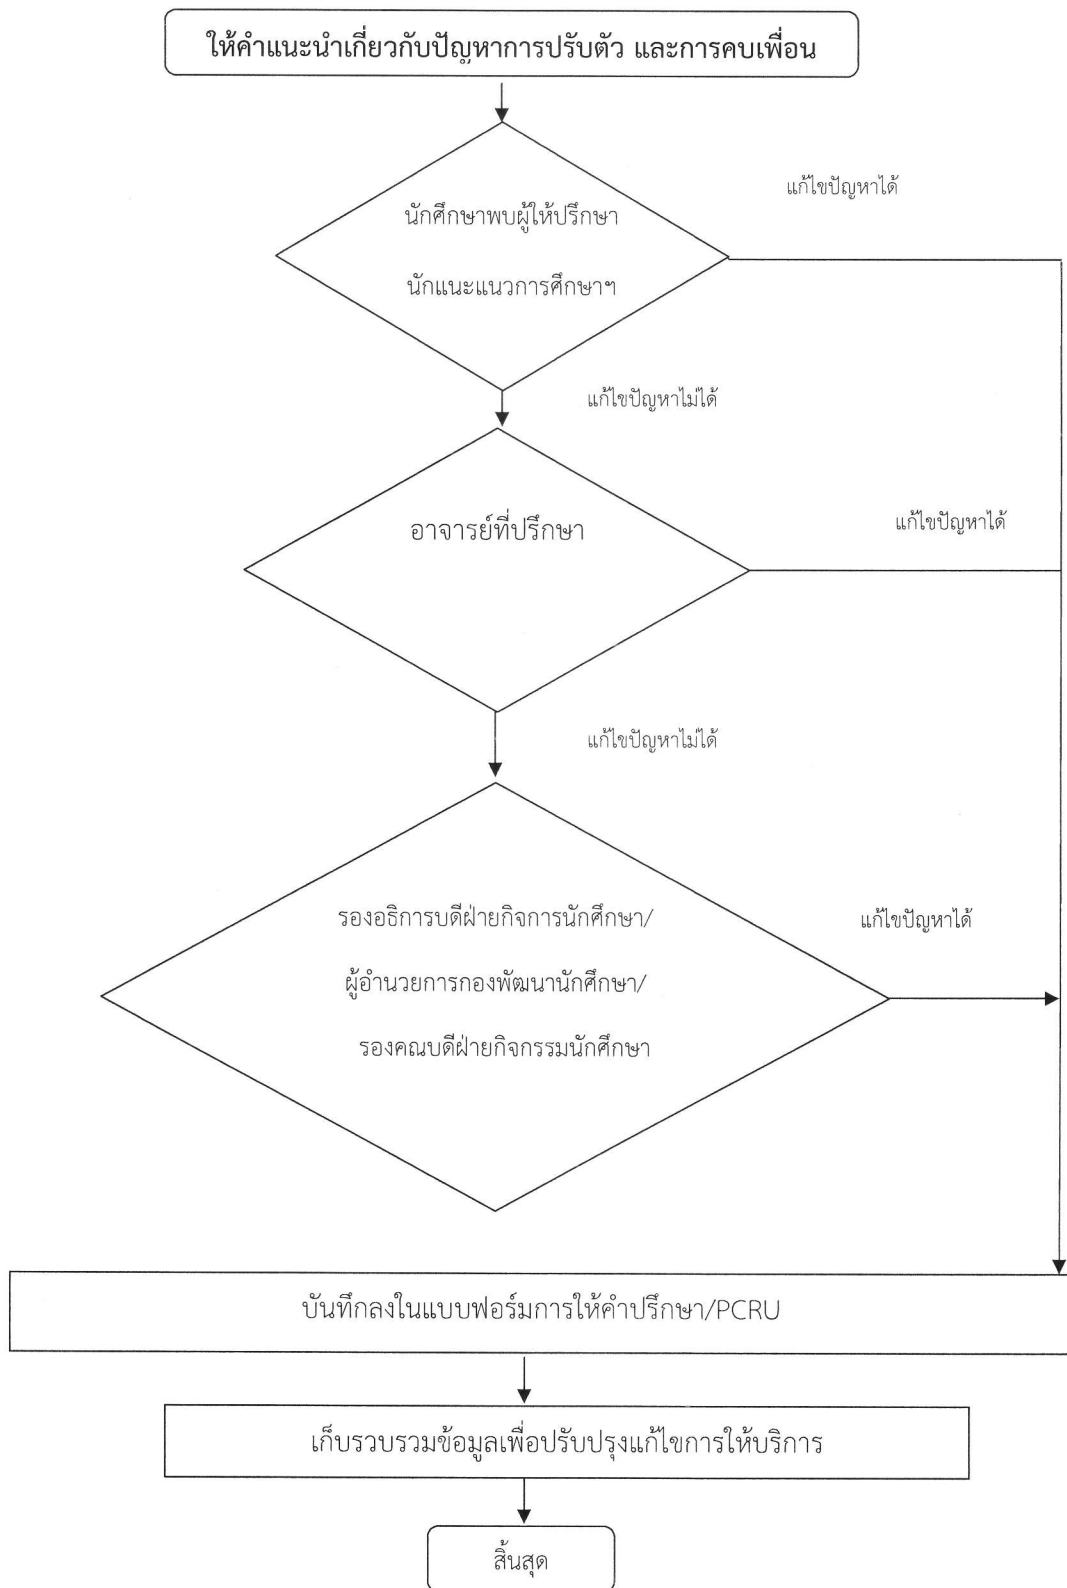 ให้คำแนะนำเกี่ยวกับปัญหาการปรับตัว และการคบเพื่อน
แก้ไขปัญหาได้
นักศึกษาพบผู้ให้ปรึกษา
นักแนะแนวการศึกษาฯ
แก้ไขปัญหาไม่ได้
อาจารย์ที่ปรึกษา
แก้ไขปัญหาได้
แก้ไขปัญหาไม่ได้
รองอธิการบดีฝ่ายกิจการนักศึกษา/
แก้ไขปัญหาได้
ผู้อำนวยการกองพัฒนานักศึกษา/
รองคณบดีฝ่ายกิจกรรมนักศึกษา
บันทึกลงในแบบฟอร์มการให้คำปรึกษา/PCRU
เก็บรวบรวมข้อมูลเพื่อปรับปรุงแก้ไขการให้บริการ
สิ้นสุด